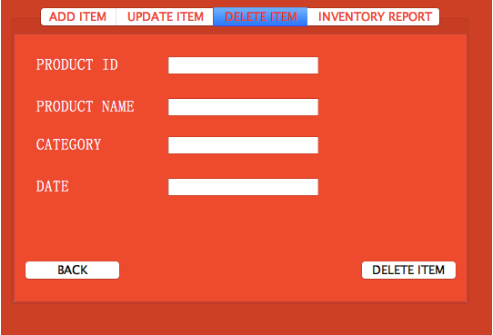 ADD ITEM UPDATE ITEM DELETE ITEM INVENTORY REPORT
PRODUCT ID
PRODUCT NAME
CATEGORY
DATE
BACK DELETE ITEM